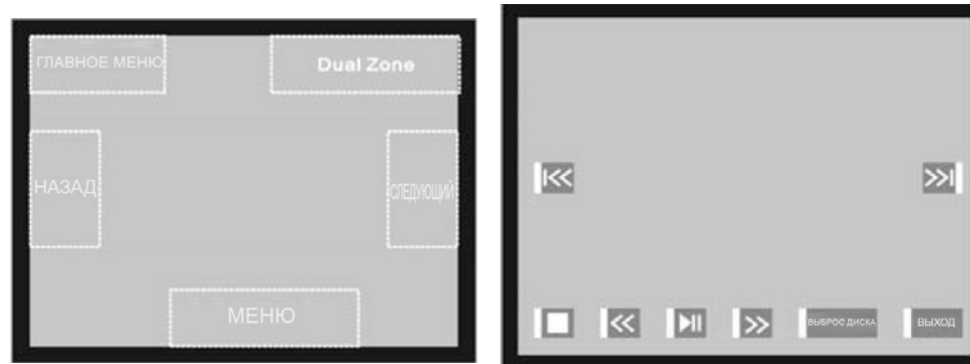 ГЛАВНОЕ МЕНЮ
Dual Zone
НАЗАД
СЛЕДУЮЩИЙ
МЕНЮ
ВЫБРОС ДИСКА
ВЫХОД